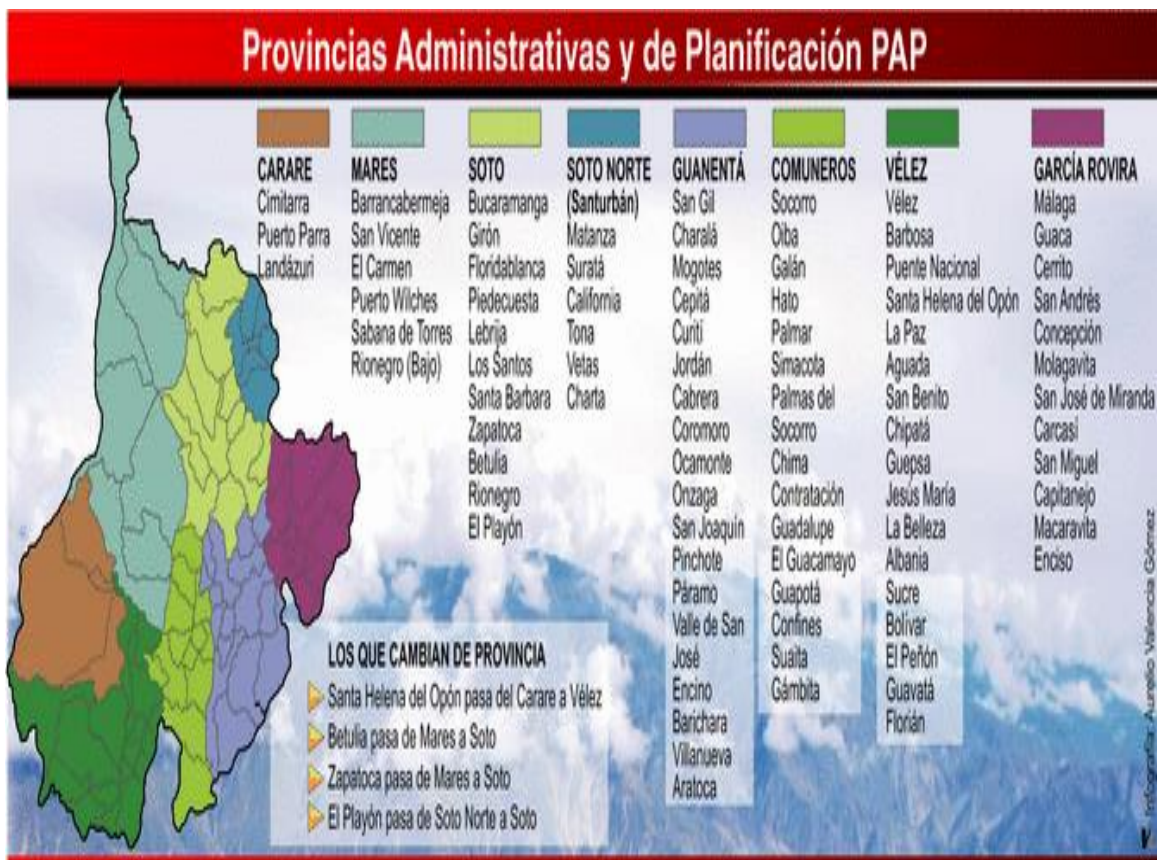 Provincias Administrativas y de Planificación PAP
CARARE
Cimitarra
Puerto Parra
Landázuri
MARES
Barrancabermeja
San Vicente
El Carmen
Puerto Wilches
Sabana de Torres
Rionegro (Bajo)
SOTO
Bucaramanga
Girón
Floridablanca
Piedecuesta
Lebrija
Los Santos
Santa Barbara
Zapatoca
Betulia
Rionegro
El Playón
SOTO NORTE
(Santurbán)
Matanza
Suratá
California
Tona
Vetas
Charta
GUANENTÁ
San Gil
Charalá
Mogotes
Cepitá
Curití
Jordán
Cabrera
Coromoro
Ocamonte
Onzaga
San Joaquín
Pinchote
Páramo
Valle de San
José
Encino
Barichara
Villanueva
Aratoca
COMUNEROS
Socorro
Oiba
Galán
Hato
Palmar
Simacota
Palmas del
Socorro
Chima
Contratación
Guadalupe
El Guacamayo
Guapotá
Confines
Suaita
Gámbita
VÉLEZ
Vélez
Barbosa
Puente Nacional
Santa Helena del Opón
La Paz
Aguada
San Benito
Chipatá
Guepsa
Jesús María
La Belleza
Albania
Sucre
Bolívar
El Peñón
Guavatá
Florián
GARCÍA ROVIRA
Málaga
Guaca
Cerrito
San Andrés
Concepción
Molagavita
San José de Miranda
Carcasí
San Miguel
Capitanejo
Macaravita
Enciso
LOS QUE CAMBIAN DE PROVINCIA
Santa Helena del Opón pasa del Carare a Vélez
Betulia pasa de Mares a Soto
Zapatoca pasa de Mares a Soto
El Playón pasa de Soto Norte a Soto
Infografía: Aurelio Valencia Gómez